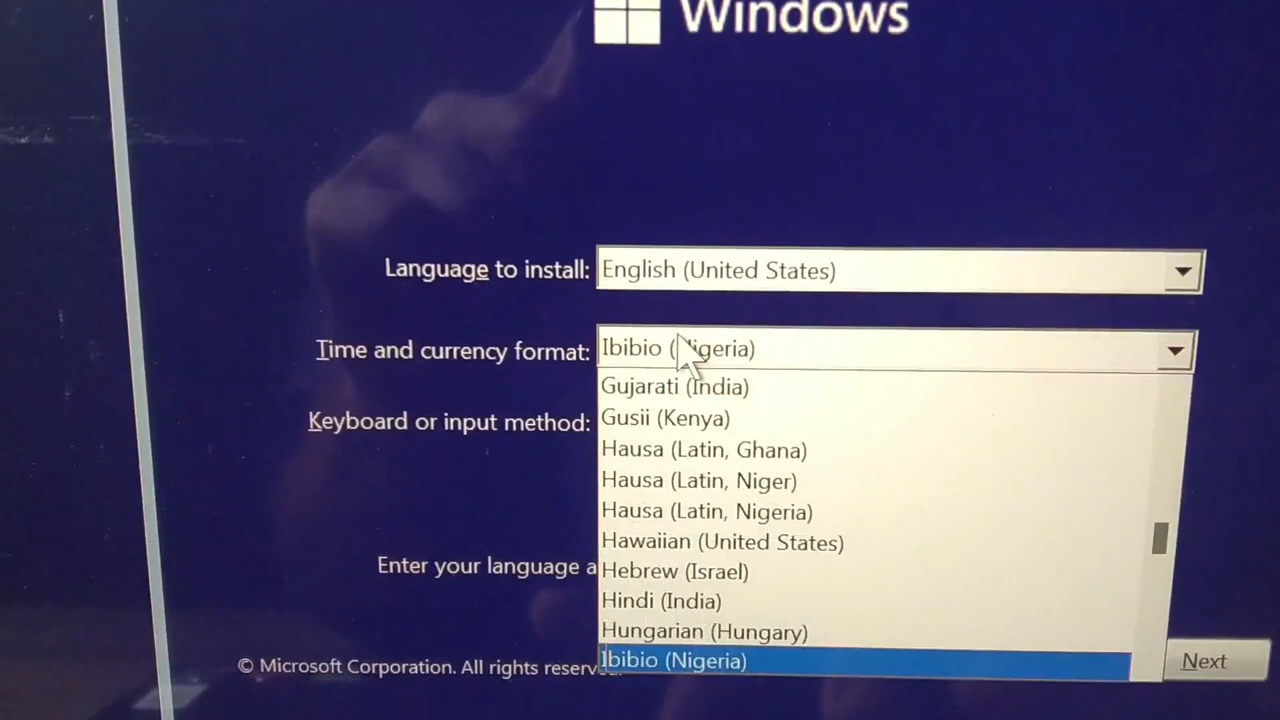 Windows
Language to install: English (United States)
Time and currency format: Ibibio (Nigeria)
Gujarati (India)
Gusii (Kenya)
Keyboard or input method:
Hausa (Latin, Ghana)
Hausa (Latin, Niger)
Hausa (Latin, Nigeria)
Hawaiian (United States)
Enter your language a
Hebrew (Israel)
Hindi (India)
Hungarian (Hungary)
Ibibio (Nigeria)
Next
© Microsoft Corporation. All rights reserved.